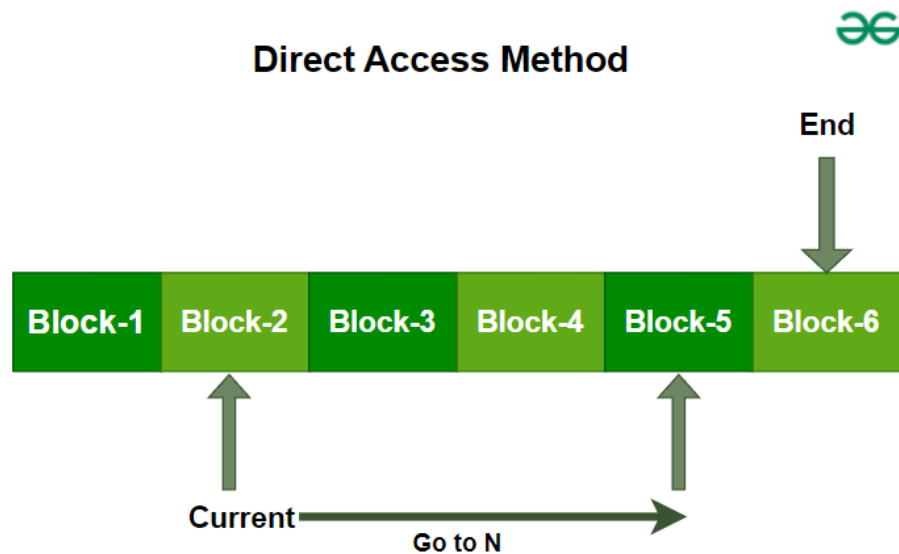 Direct Access Method
End
Block-1 Block-2 Block-3 Block-4 Block-5 Block-6
Current
Go to N